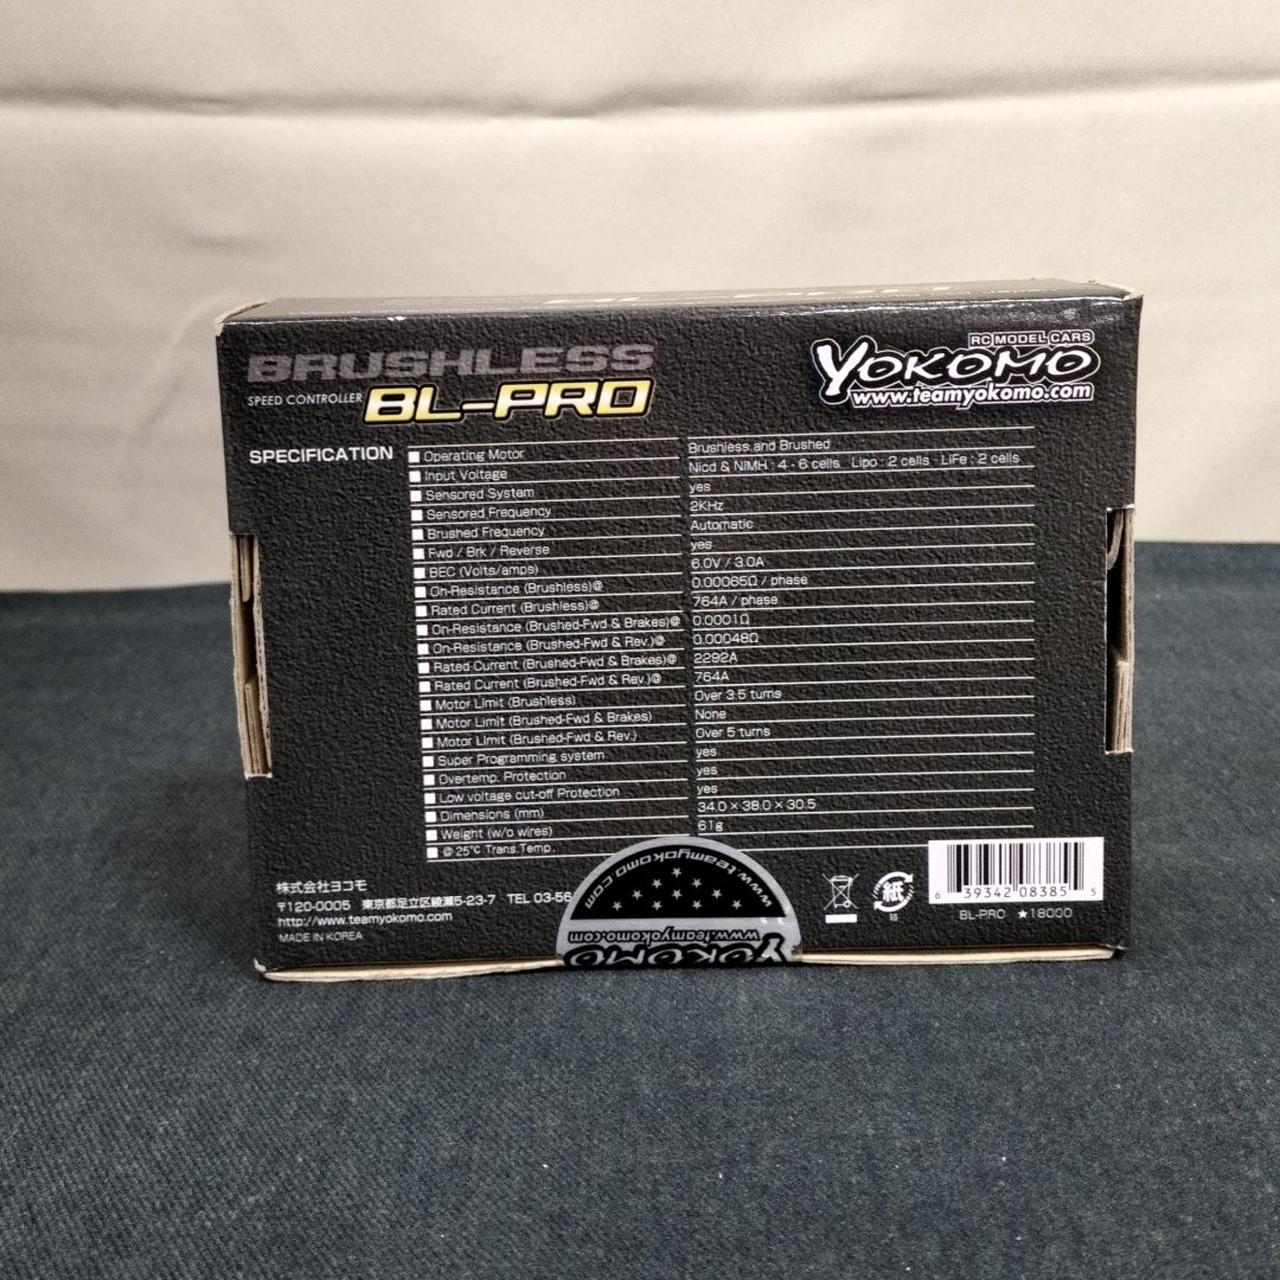 BRUSHLESS
SPEED CONTROLLER BL-PRO
RC MODEL CARS
YOKOMO
www.teamyokomo.com
SPECIFICATION
Operating Motor Brushless and Brushed
Input Voltage Nicd & NiMH : 4 - 6 cells Lipo : 2 cells LiFe : 2 cells
Sensored System yes
Sensored Frequency 2KHz
Brushed Frequency Automatic
Fwd / Brk / Reverse yes
BEC (Volts/amps) 6.0V / 3.0A
On-Resistance (Brushless)@ 0.00065Ω / phase
Rated Current (Brushless)@ 764A / phase
On-Resistance (Brushed-Fwd & Brakes)@ 0.0001Ω
On-Resistance (Brushed-Fwd & Rev.)@ 0.00048Ω
Rated Current (Brushed-Fwd & Brakes)@ 2292A
Rated Current (Brushed-Fwd & Rev.)@ 764A
Motor Limit (Brushless) Over 3.5 turns
Motor Limit (Brushed-Fwd & Brakes) None
Motor Limit (Brushed-Fwd & Rev.) Over 5 turns
Super Programming system yes
Overtemp. Protection yes
Low voltage cut-off Protection yes
Dimensions (mm) 34.0 × 38.0 × 30.5
Weight (w/o wires) 61g
@ 25℃ Trans.Temp.
株式会社ヨコモ
〒120-0005 東京都足立区綾瀬5-23-7 TEL 03-56
http://www.teamyokomo.com
MADE IN KOREA
www.teamyokomo.com
www.teamyokomo.com
YOKOMO
紙
箱
6 39342 08385 5
BL-PRO ★18000